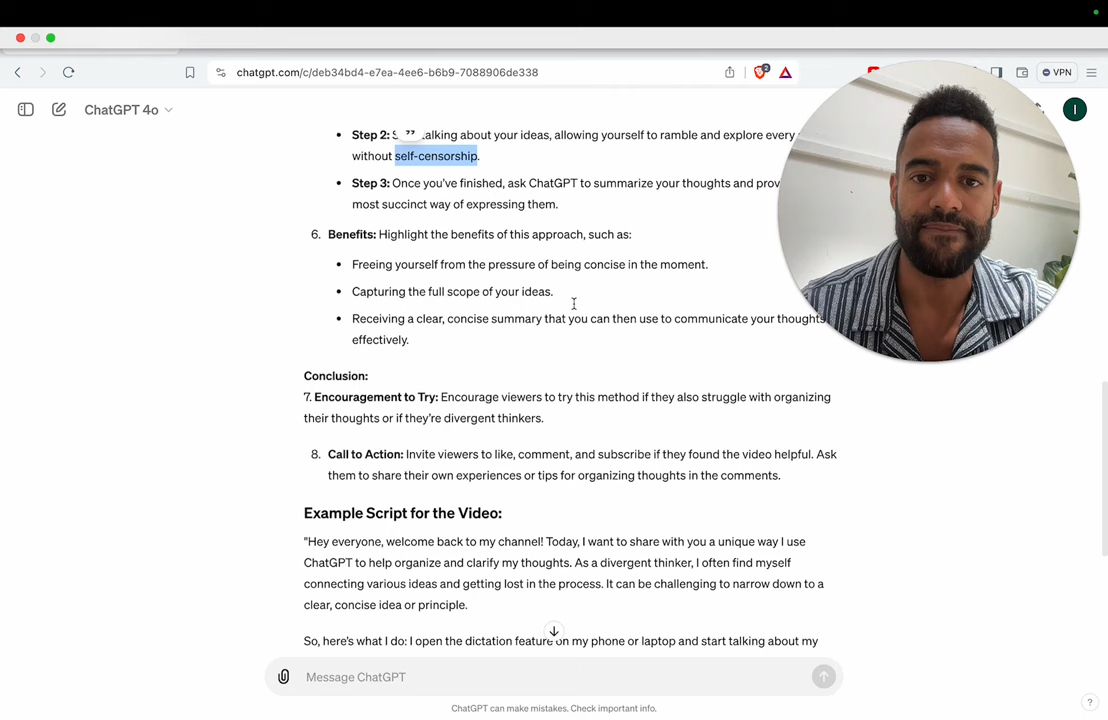 chatgpt.com/c/deb34bd4-e7ea-4ee6-b6b9-7088906de338
2
VPN
ChatGPT 4o
I
Step 2: talking about your ideas, allowing yourself to ramble and explore every
without self-censorship.
Step 3: Once you've finished, ask ChatGPT to summarize your thoughts and
most succinct way of expressing them.
6. Benefits: Highlight the benefits of this approach, such as:
Freeing yourself from the pressure of being concise in the moment.
Capturing the full scope of your ideas.
Receiving a clear, concise summary that you can then use to communicate your thoughts
effectively.
Conclusion:
7. Encouragement to Try: Encourage viewers to try this method if they also struggle with organizing
their thoughts or if they're divergent thinkers.
8. Call to Action: Invite viewers to like, comment, and subscribe if they found the video helpful. Ask
them to share their own experiences or tips for organizing thoughts in the comments.
Example Script for the Video:
"Hey everyone, welcome back to my channel! Today, I want to share with you a unique way I use
ChatGPT to help organize and clarify my thoughts. As a divergent thinker, I often find myself
connecting various ideas and getting lost in the process. It can be challenging to narrow down to a
clear, concise idea or principle.
So, here's what I do: I open the dictation feature on my phone or laptop and start talking about my
Message ChatGPT
ChatGPT can make mistakes. Check important info.
?